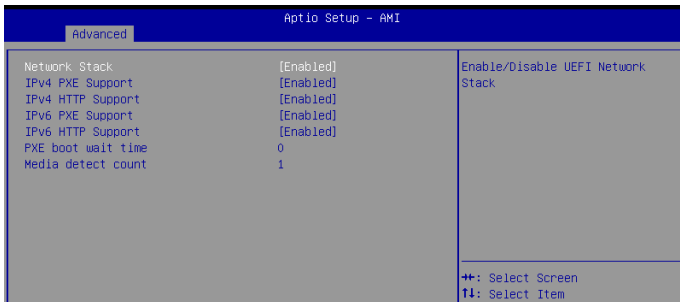 Aptio Setup – AMI
Advanced
Network Stack [Enabled]
IPv4 PXE Support [Enabled]
IPv4 HTTP Support [Enabled]
IPv6 PXE Support [Enabled]
IPv6 HTTP Support [Enabled]
PXE boot wait time 0
Media detect count 1
Enable/Disable UEFI Network
Stack
→←: Select Screen
↑↓: Select Item